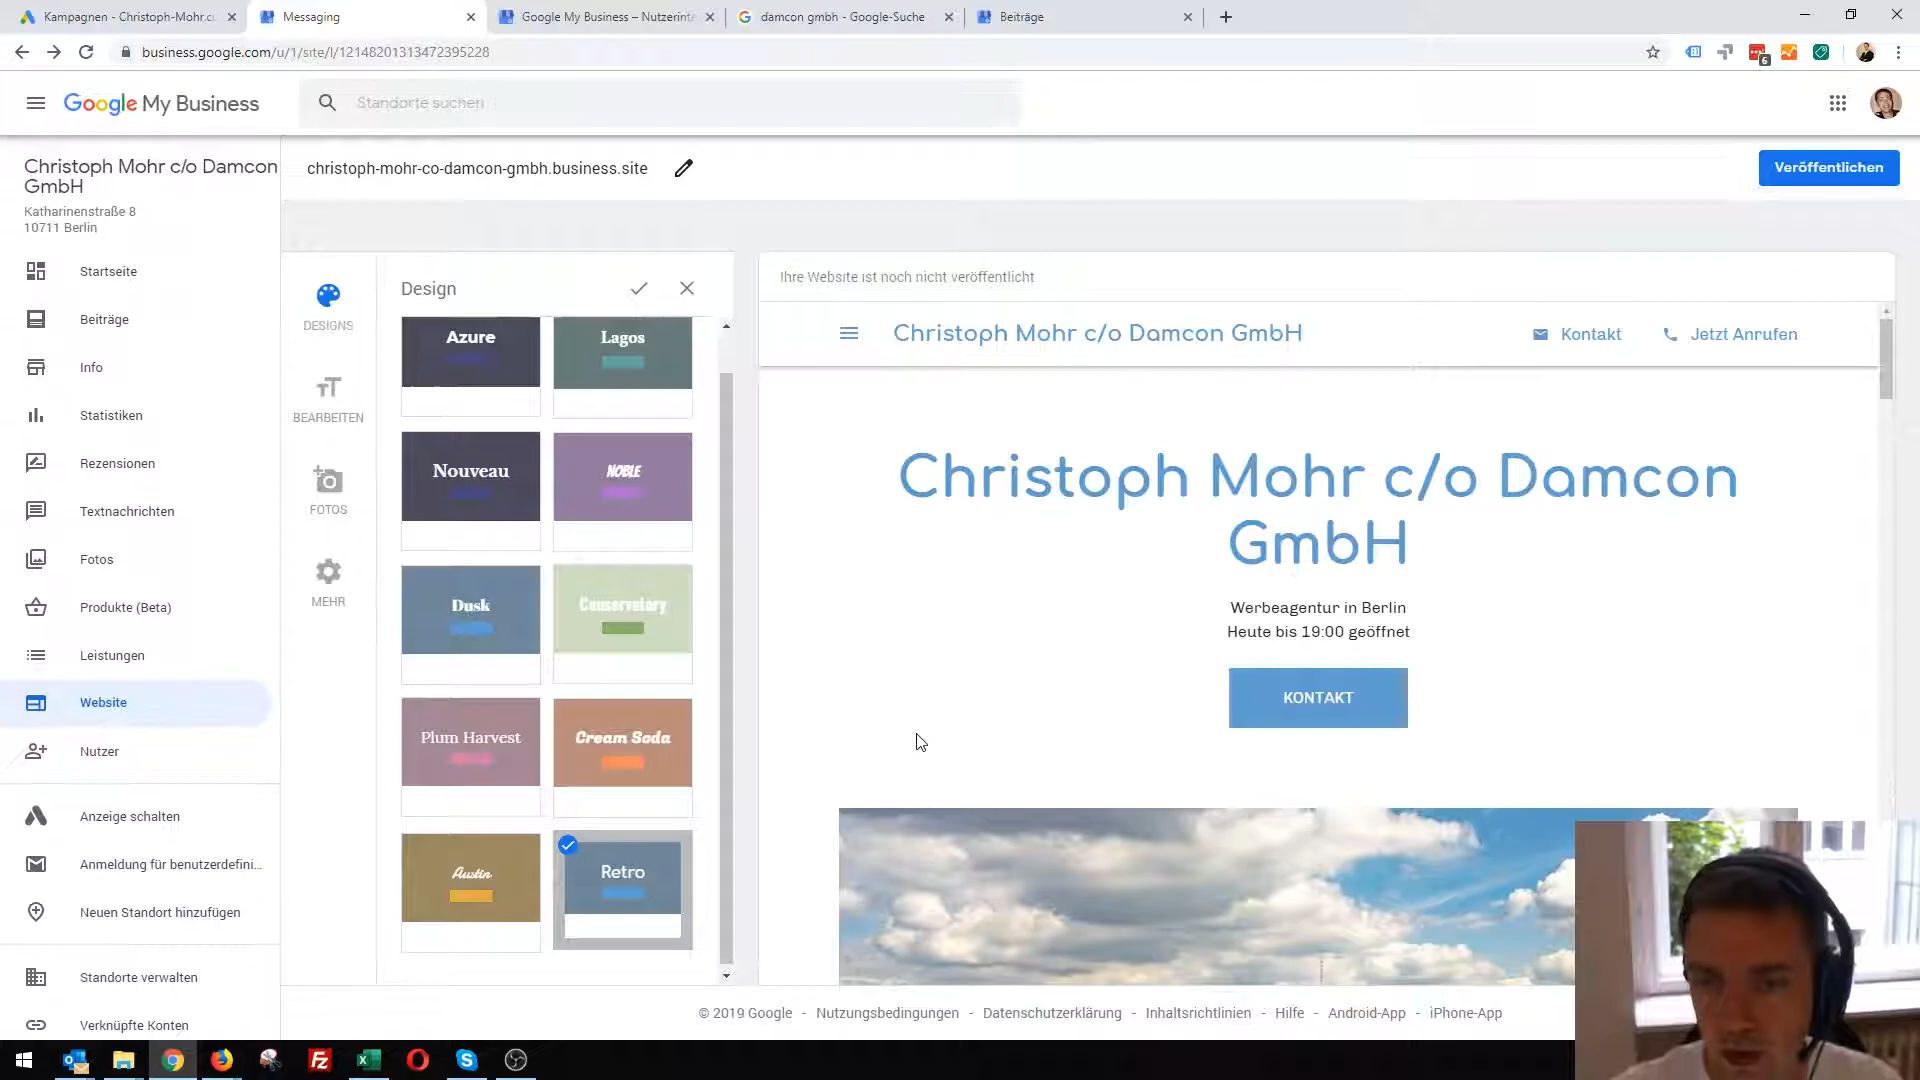 Kampagnen - Christoph-Mohr.c
Messaging
Google My Business – Nutzerinte
damcon gmbh - Google-Suche
Beiträge
business.google.com/u/1/site/l/12148201313472395228
6
Google My Business
Standorte suchen
Christoph Mohr c/o Damcon
GmbH
Katharinenstraße 8
10711 Berlin
Startseite
Beiträge
Info
Statistiken
Rezensionen
Textnachrichten
Fotos
Produkte (Beta)
Leistungen
Website
Nutzer
Anzeige schalten
Anmeldung für benutzerdefini...
Neuen Standort hinzufügen
Standorte verwalten
Verknüpfte Konten
christoph-mohr-co-damcon-gmbh.business.site
Veröffentlichen
DESIGNS
BEARBEITEN
FOTOS
MEHR
Design
Azure
Lagos
Nouveau
NOBLE
Dusk
Conservatory
Plum Harvest
Cream Soda
Austin
Retro
Ihre Website ist noch nicht veröffentlicht
Christoph Mohr c/o Damcon GmbH
Kontakt
Jetzt Anrufen
Christoph Mohr c/o Damcon
GmbH
Werbeagentur in Berlin
Heute bis 19:00 geöffnet
KONTAKT
© 2019 Google - Nutzungsbedingungen - Datenschutzerklärung - Inhaltsrichtlinien - Hilfe - Android-App - iPhone-App